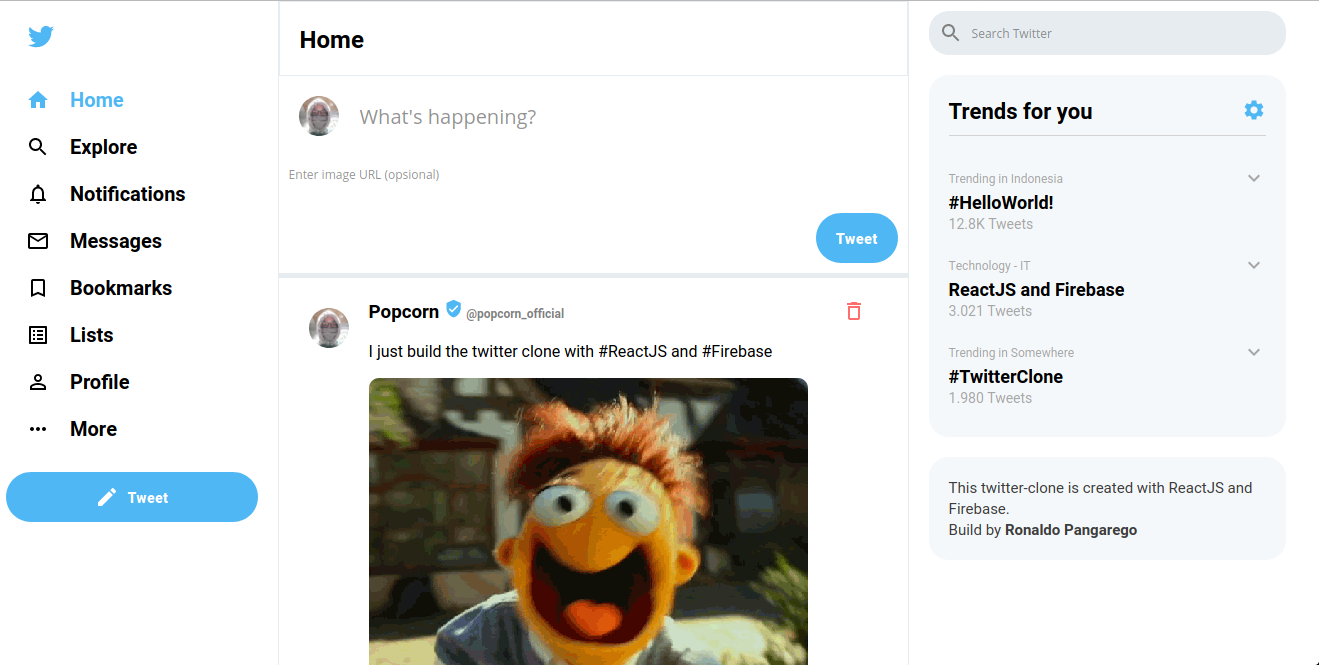 Home
Explore
Notifications
Messages
Bookmarks
Lists
Profile
More
Tweet
Home
What's happening?
Enter image URL (opsional)
Tweet
Popcorn @popcorn_official
I just build the twitter clone with #ReactJS and #Firebase
Search Twitter
Trends for you
Trending in Indonesia
#HelloWorld!
12.8K Tweets
Technology - IT
ReactJS and Firebase
3.021 Tweets
Trending in Somewhere
#TwitterClone
1.980 Tweets
This twitter-clone is created with ReactJS and
Firebase.
Build by Ronaldo Pangarego